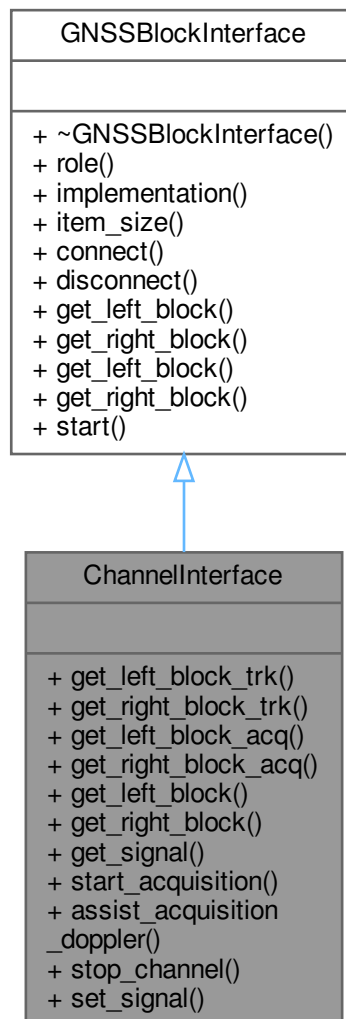 GNSSBlockInterface
+ ~GNSSBlockInterface()
+ role()
+ implementation()
+ item_size()
+ connect()
+ disconnect()
+ get_left_block()
+ get_right_block()
+ get_left_block()
+ get_right_block()
+ start()
ChannelInterface
+ get_left_block_trk()
+ get_right_block_trk()
+ get_left_block_acq()
+ get_right_block_acq()
+ get_left_block()
+ get_right_block()
+ get_signal()
+ start_acquisition()
+ assist_acquisition
_doppler()
+ stop_channel()
+ set_signal()